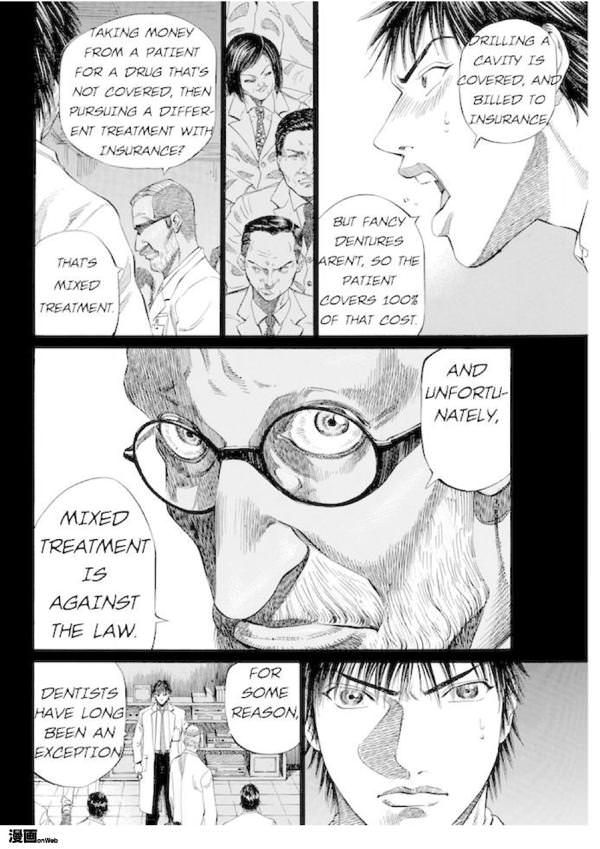 DRILLING A
CAVITY IS
COVERED, AND
BILLED TO
INSURANCE.
BUT FANCY
DENTURES
ARENT, SO THE
PATIENT
COVERS 100%
OF THAT COST.
TAKING MONEY
FROM A PATIENT
FOR A DRUG THAT'S
NOT COVERED, THEN
PURSUING A DIFFER-
ENT TREATMENT WITH
INSURANCE?
THAT'S
MIXED
TREATMENT.
AND
UNFORTU-
NATELY,
MIXED
TREATMENT
IS
AGAINST
THE LAW.
FOR
SOME
REASON,
DENTISTS
HAVE LONG
BEEN AN
EXCEPTION
漫画onWeb